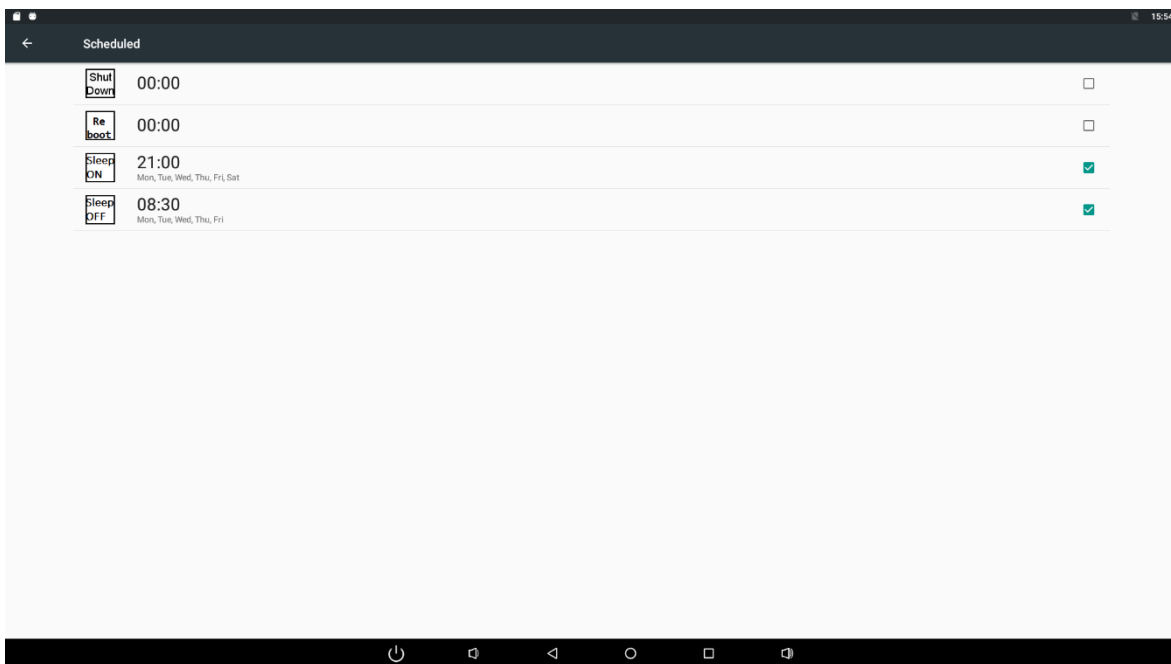 15:54
Scheduled
Shut
Down
00:00
Re
boot
00:00
Sleep
ON
21:00
Mon, Tue, Wed, Thu, Fri, Sat
Sleep
OFF
08:30
Mon, Tue, Wed, Thu, Fri